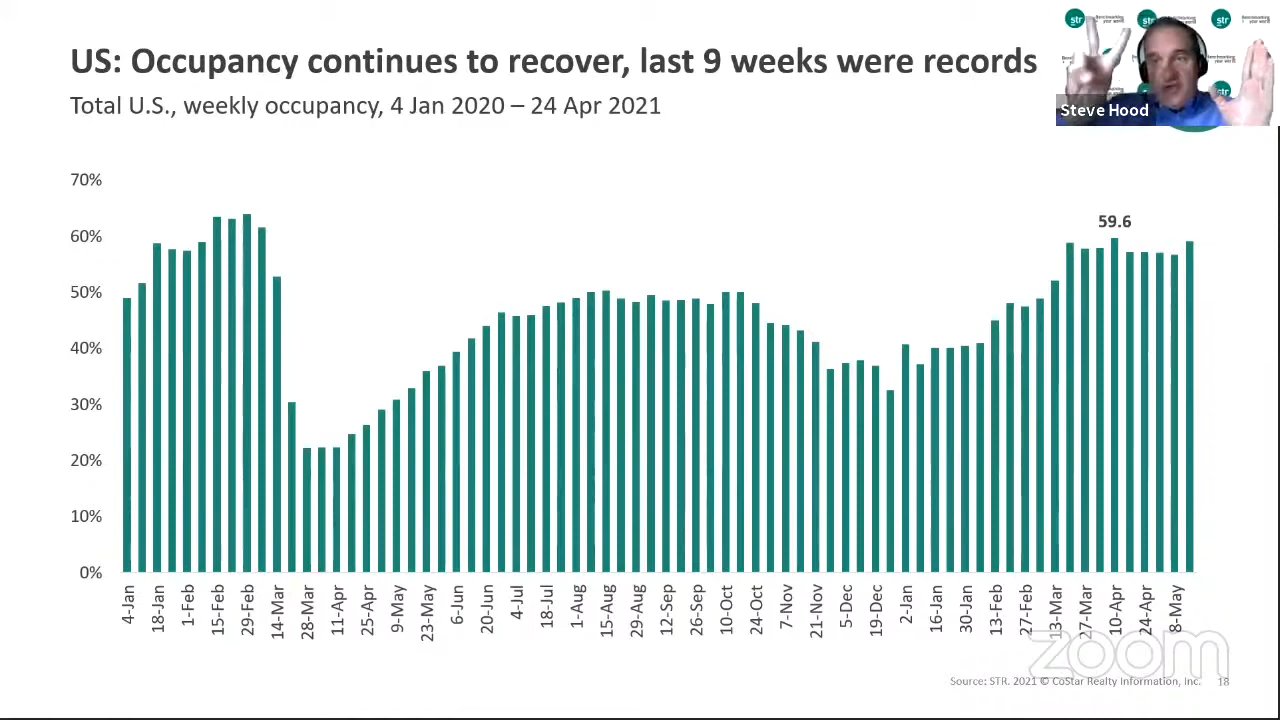 US: Occupancy continues to recover, last 9 weeks were records
Total U.S., weekly occupancy, 4 Jan 2020 – 24 Apr 2021
str
str
str
Steve Hood
70%
60%
50%
40%
30%
20%
10%
0%
59.6
4-Jan
18-Jan
1-Feb
15-Feb
29-Feb
14-Mar
28-Mar
11-Apr
25-Apr
9-May
23-May
6-Jun
20-Jun
4-Jul
18-Jul
1-Aug
15-Aug
29-Aug
12-Sep
26-Sep
10-Oct
24-Oct
7-Nov
21-Nov
5-Dec
19-Dec
2-Jan
16-Jan
30-Jan
13-Feb
27-Feb
13-Mar
27-Mar
10-Apr
24-Apr
8-May
zoom
Source: STR. 2021 © CoStar Realty Information, Inc.
18